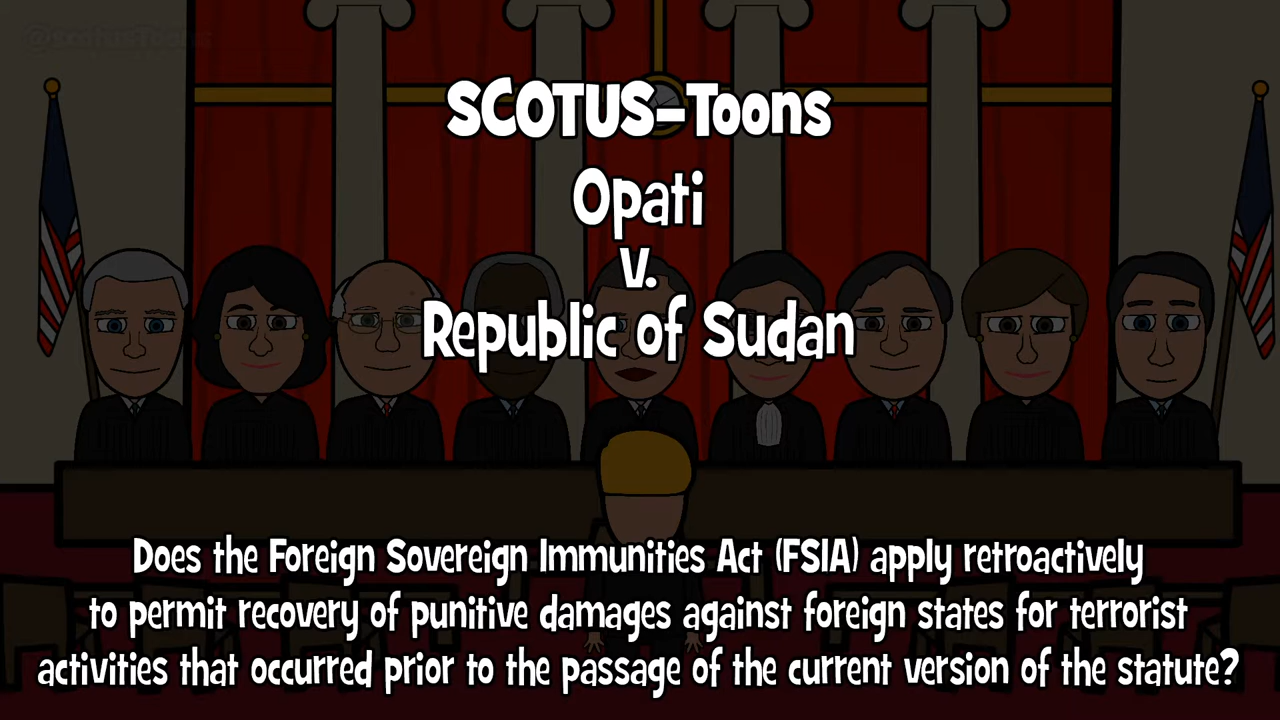 @SCOTUS-Toons
SCOTUS-Toons
Opati
v.
Republic of Sudan
Does the Foreign Sovereign Immunities Act (FSIA) apply retroactively
to permit recovery of punitive damages against foreign states for terrorist
activities that occurred prior to the passage of the current version of the statute?